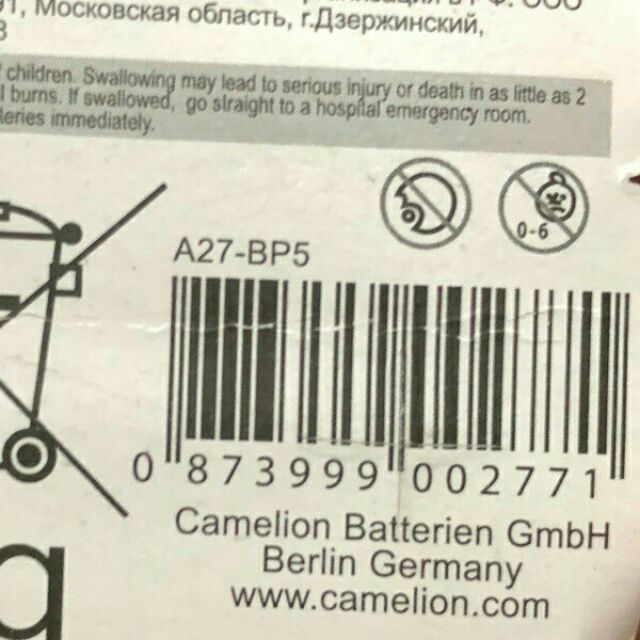 91, Московская область, г.Дзержинский,
children. Swallowing may lead to serious injury or death in as little as 2
burns. If swallowed, go straight to a hospital emergency room.
immediately.
0-6
A27-BP5
0 873999 002771
Camelion Batterien GmbH
Berlin Germany
www.camelion.com
g